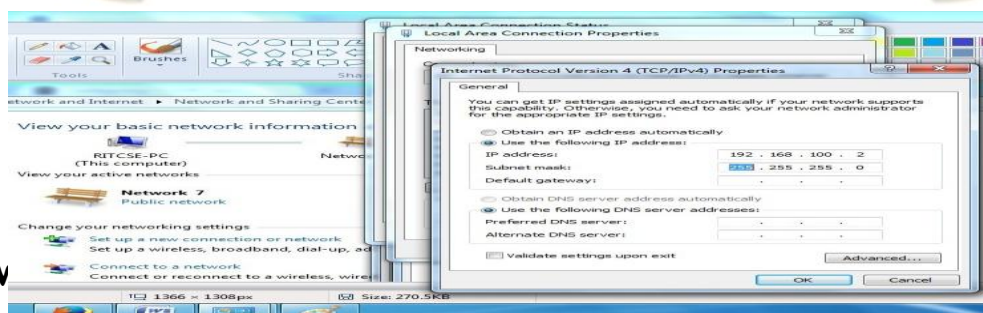 Local Area Connection Status
Local Area Connection Properties
Networking
Brushes
Tools
Sha
Internet Protocol Version 4 (TCP/IPv4) Properties
General
etwork and Internet ▸ Network and Sharing Cente
You can get IP settings assigned automatically if your network supports
this capability. Otherwise, you need to ask your network administrator
for the appropriate IP settings.
Obtain an IP address automatically
Use the following IP address:
IP address: 192 . 168 . 100 . 2
Subnet mask: 255 . 255 . 255 . 0
Default gateway: . . .
Obtain DNS server address automatically
Use the following DNS server addresses:
Preferred DNS server: . . .
Alternate DNS server: . . .
Validate settings upon exit
Advanced...
OK Cancel
View your basic network information
RITCSE-PC
(This computer)
Netwo
View your active networks
Network 7
Public network
Change your networking settings
Set up a new connection or network
Set up a wireless, broadband, dial-up, ad
Connect to a network
Connect or reconnect to a wireless, wire
1366 × 1308px Size: 270.5KB